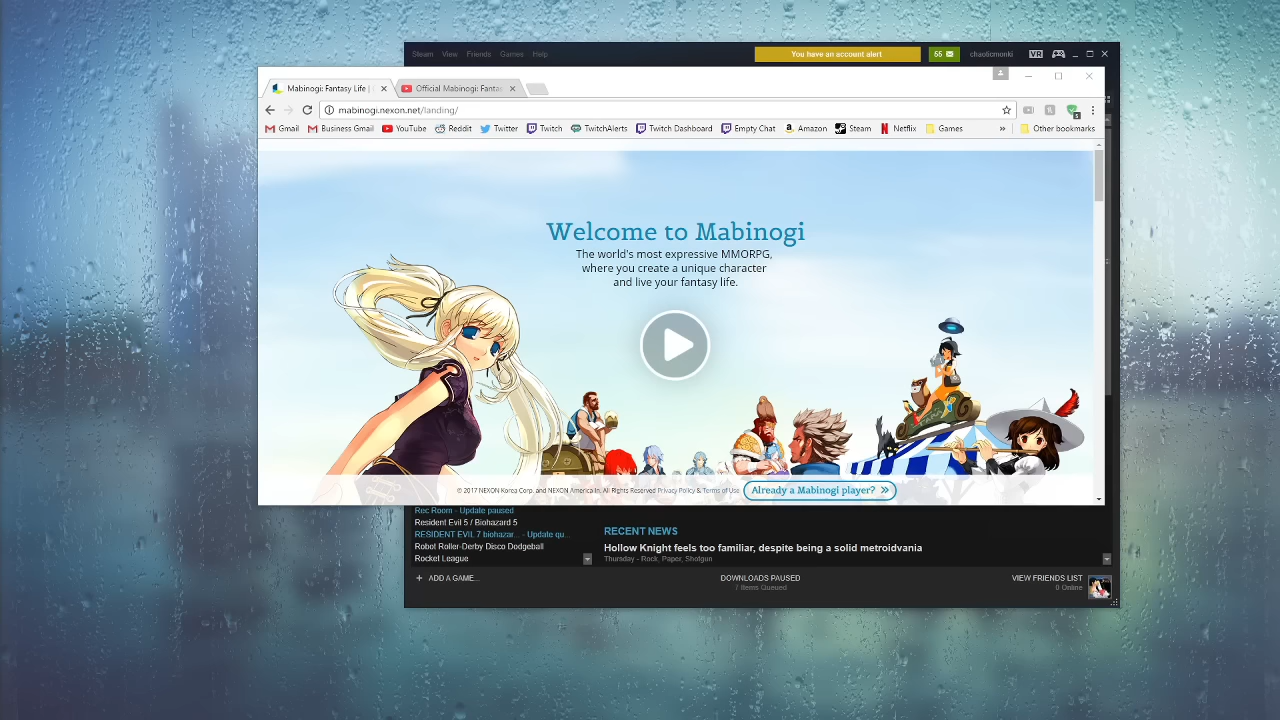 Steam View Friends Games Help
You have an account alert
55
chaoticmonki
VR
Mabinogi: Fantasy Life |
Official Mabinogi: Fantas
mabinogi.nexon.net/landing/
Gmail Business Gmail YouTube Reddit Twitter Twitch TwitchAlerts Twitch Dashboard Empty Chat Amazon Steam Netflix Games » Other bookmarks
Welcome to Mabinogi
The world's most expressive MMORPG,
where you create a unique character
and live your fantasy life.
© 2017 NEXON Korea Corp. and NEXON America In. All Rights Reserved Privacy Policy & Terms of Use
Already a Mabinogi player? »
Rec Room - Update paused
Resident Evil 5 / Biohazard 5
RESIDENT EVIL 7 biohazar... - Update qu...
Robot Roller-Derby Disco Dodgeball
Rocket League
RECENT NEWS
Hollow Knight feels too familiar, despite being a solid metroidvania
Thursday - Rock, Paper, Shotgun
+ ADD A GAME...
DOWNLOADS PAUSED
7 Items Queued
VIEW FRIENDS LIST
0 Online